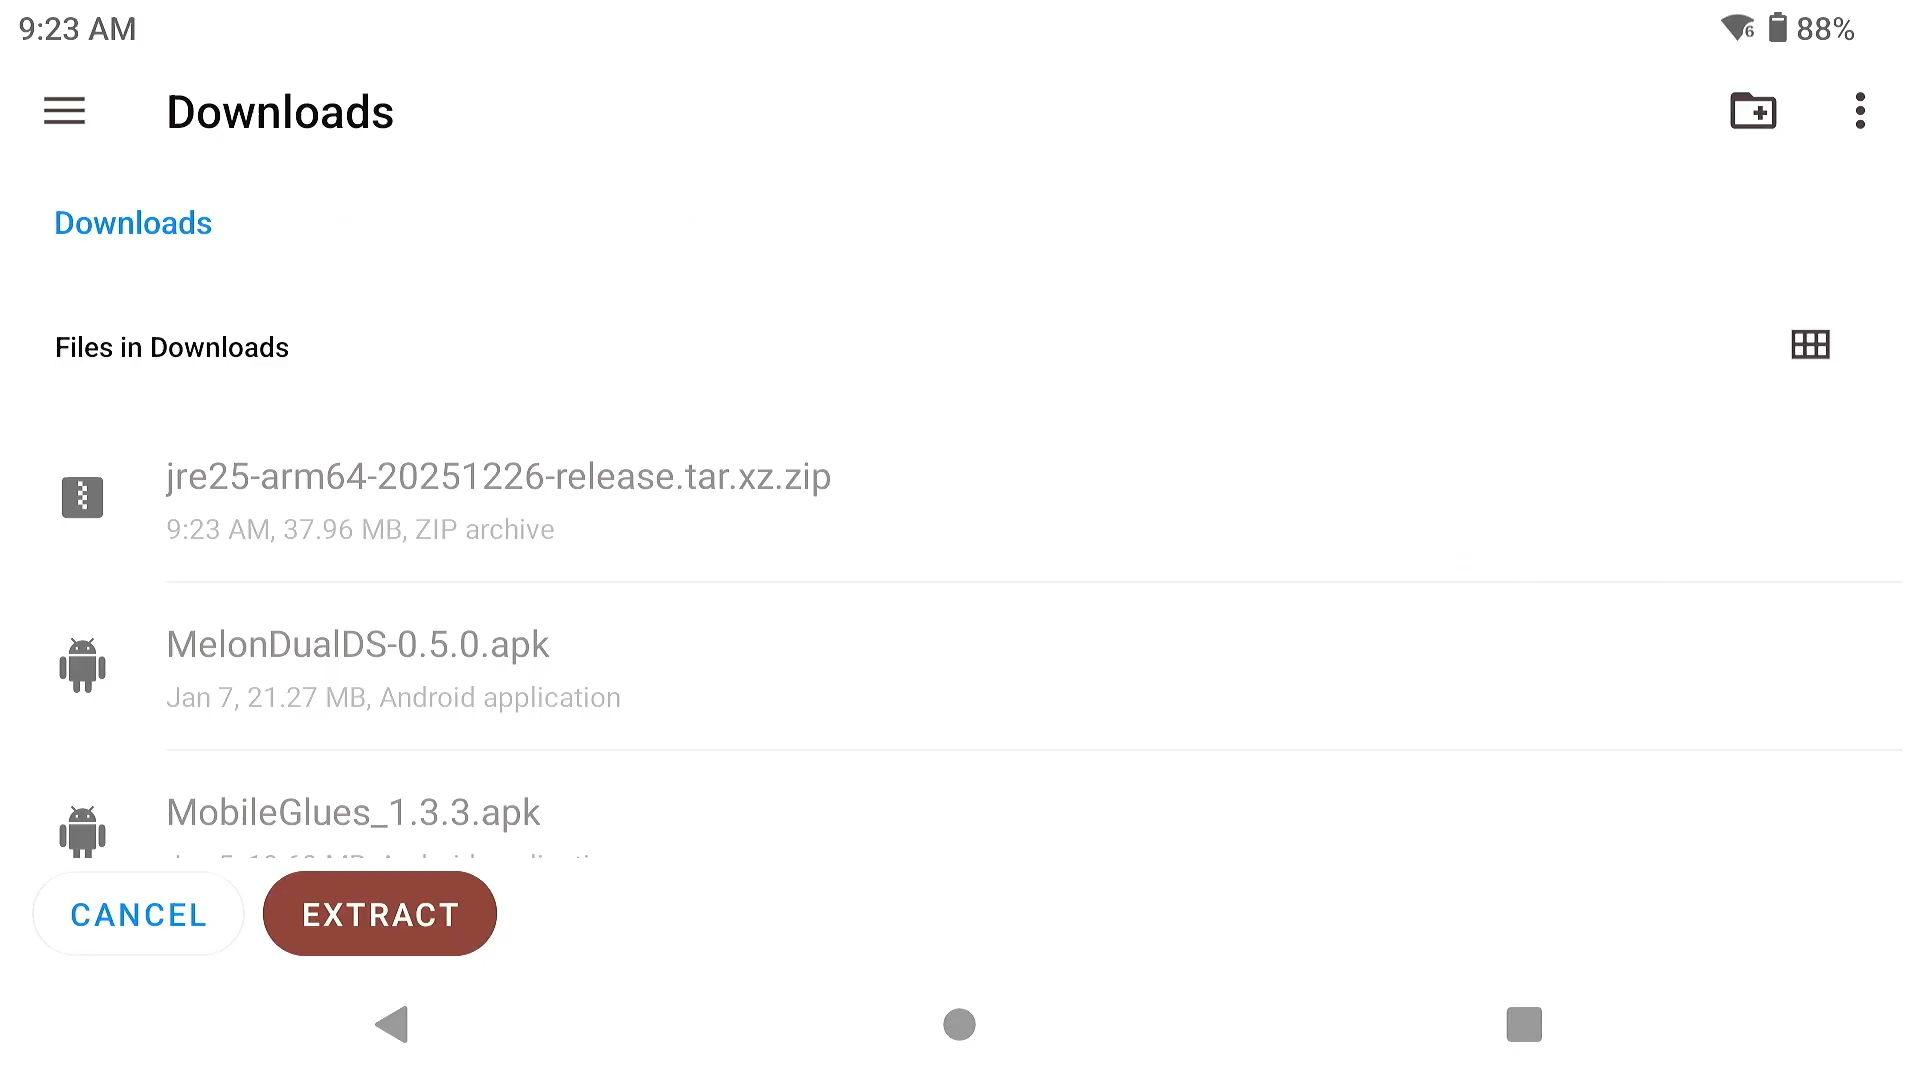 9:23 AM
6 88%
Downloads
Downloads
Files in Downloads
jre25-arm64-20251226-release.tar.xz.zip
9:23 AM, 37.96 MB, ZIP archive
MelonDualDS-0.5.0.apk
Jan 7, 21.27 MB, Android application
MobileGlues_1.3.3.apk
CANCEL EXTRACT